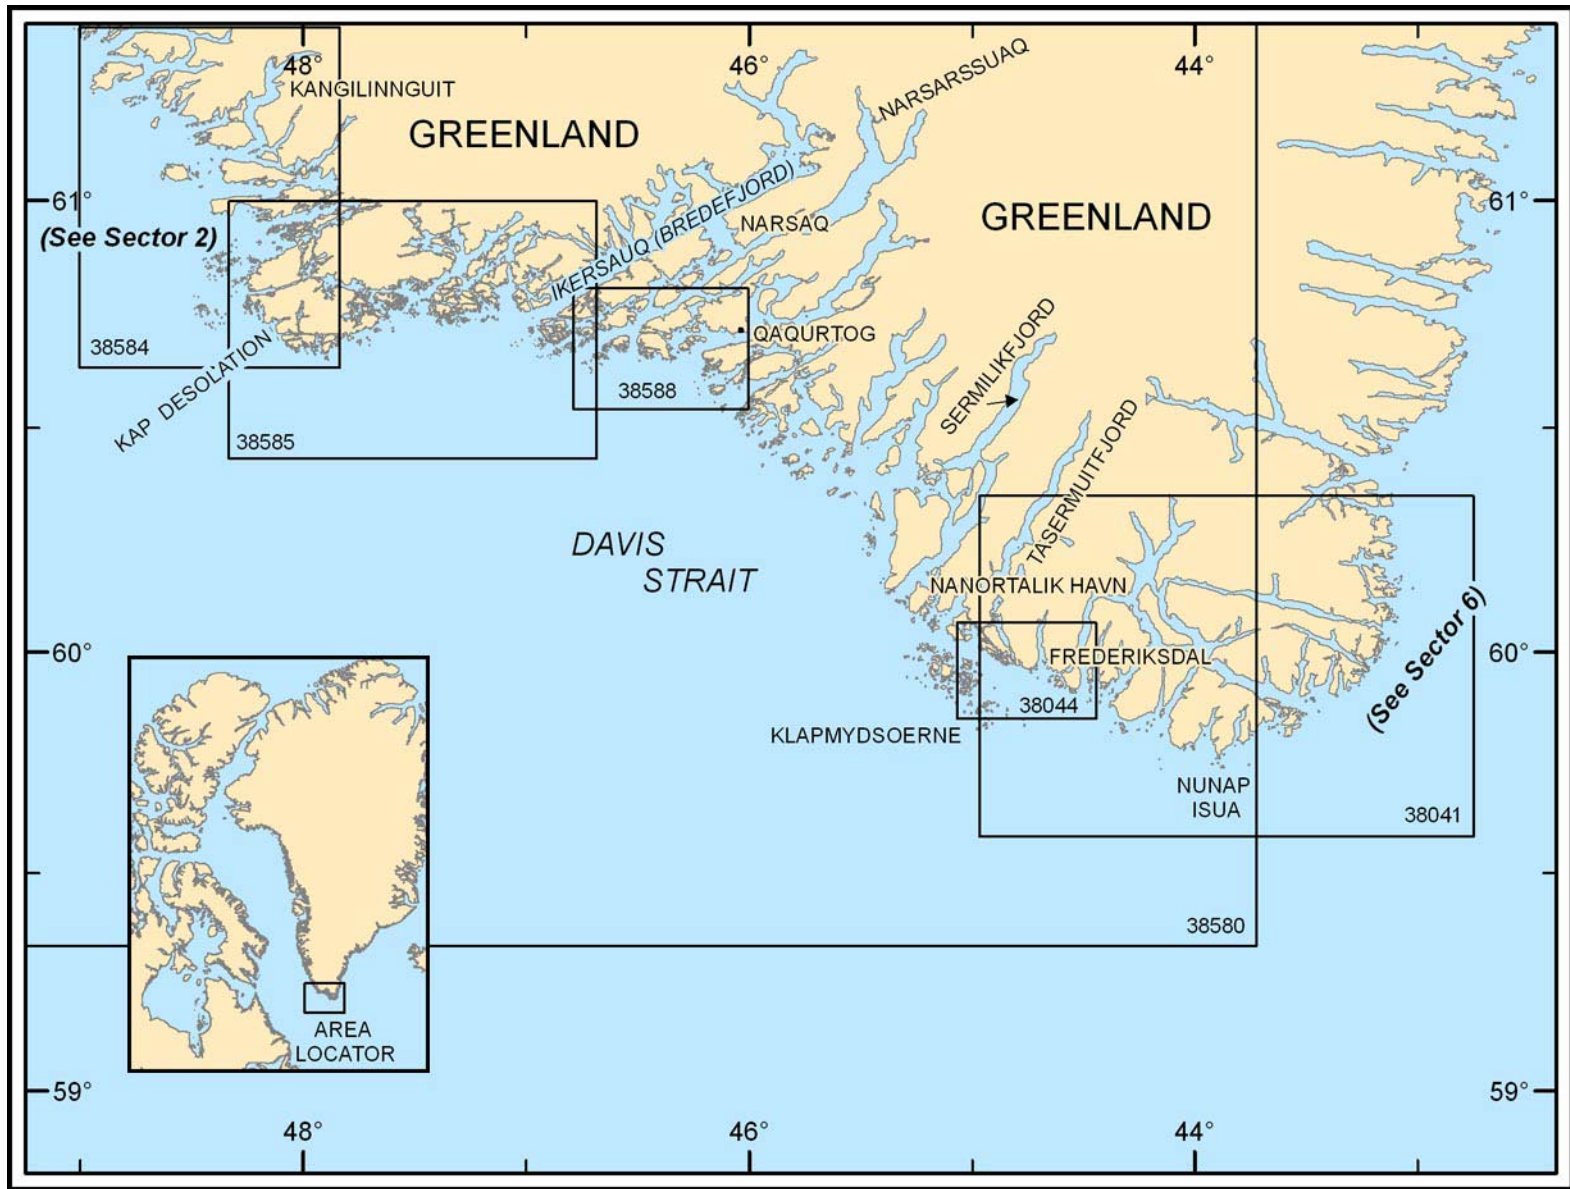 48°
46°
44°
KANGILINNGUIT
NARSARSSUAQ
GREENLAND
61°
61°
(See Sector 2)
IKERSAUQ (BREDEFJORD)
NARSAQ
GREENLAND
38584
KAP DESOLATION
QAQURTOG
SERMILIKFJORD
38588
38585
TASERMUITFJORD
DAVIS
STRAIT
NANORTALIK HAVN
60°
60°
FREDERIKSDAL
(See Sector 6)
38044
KLAPMYDSOERNE
NUNAP
ISUA
38041
38580
AREA
LOCATOR
59°
59°
48°
46°
44°